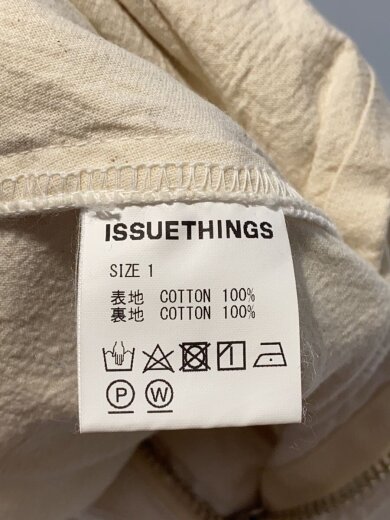 ISSUETHINGS
SIZE 1
表地 COTTON 100%
裏地 COTTON 100%
P W